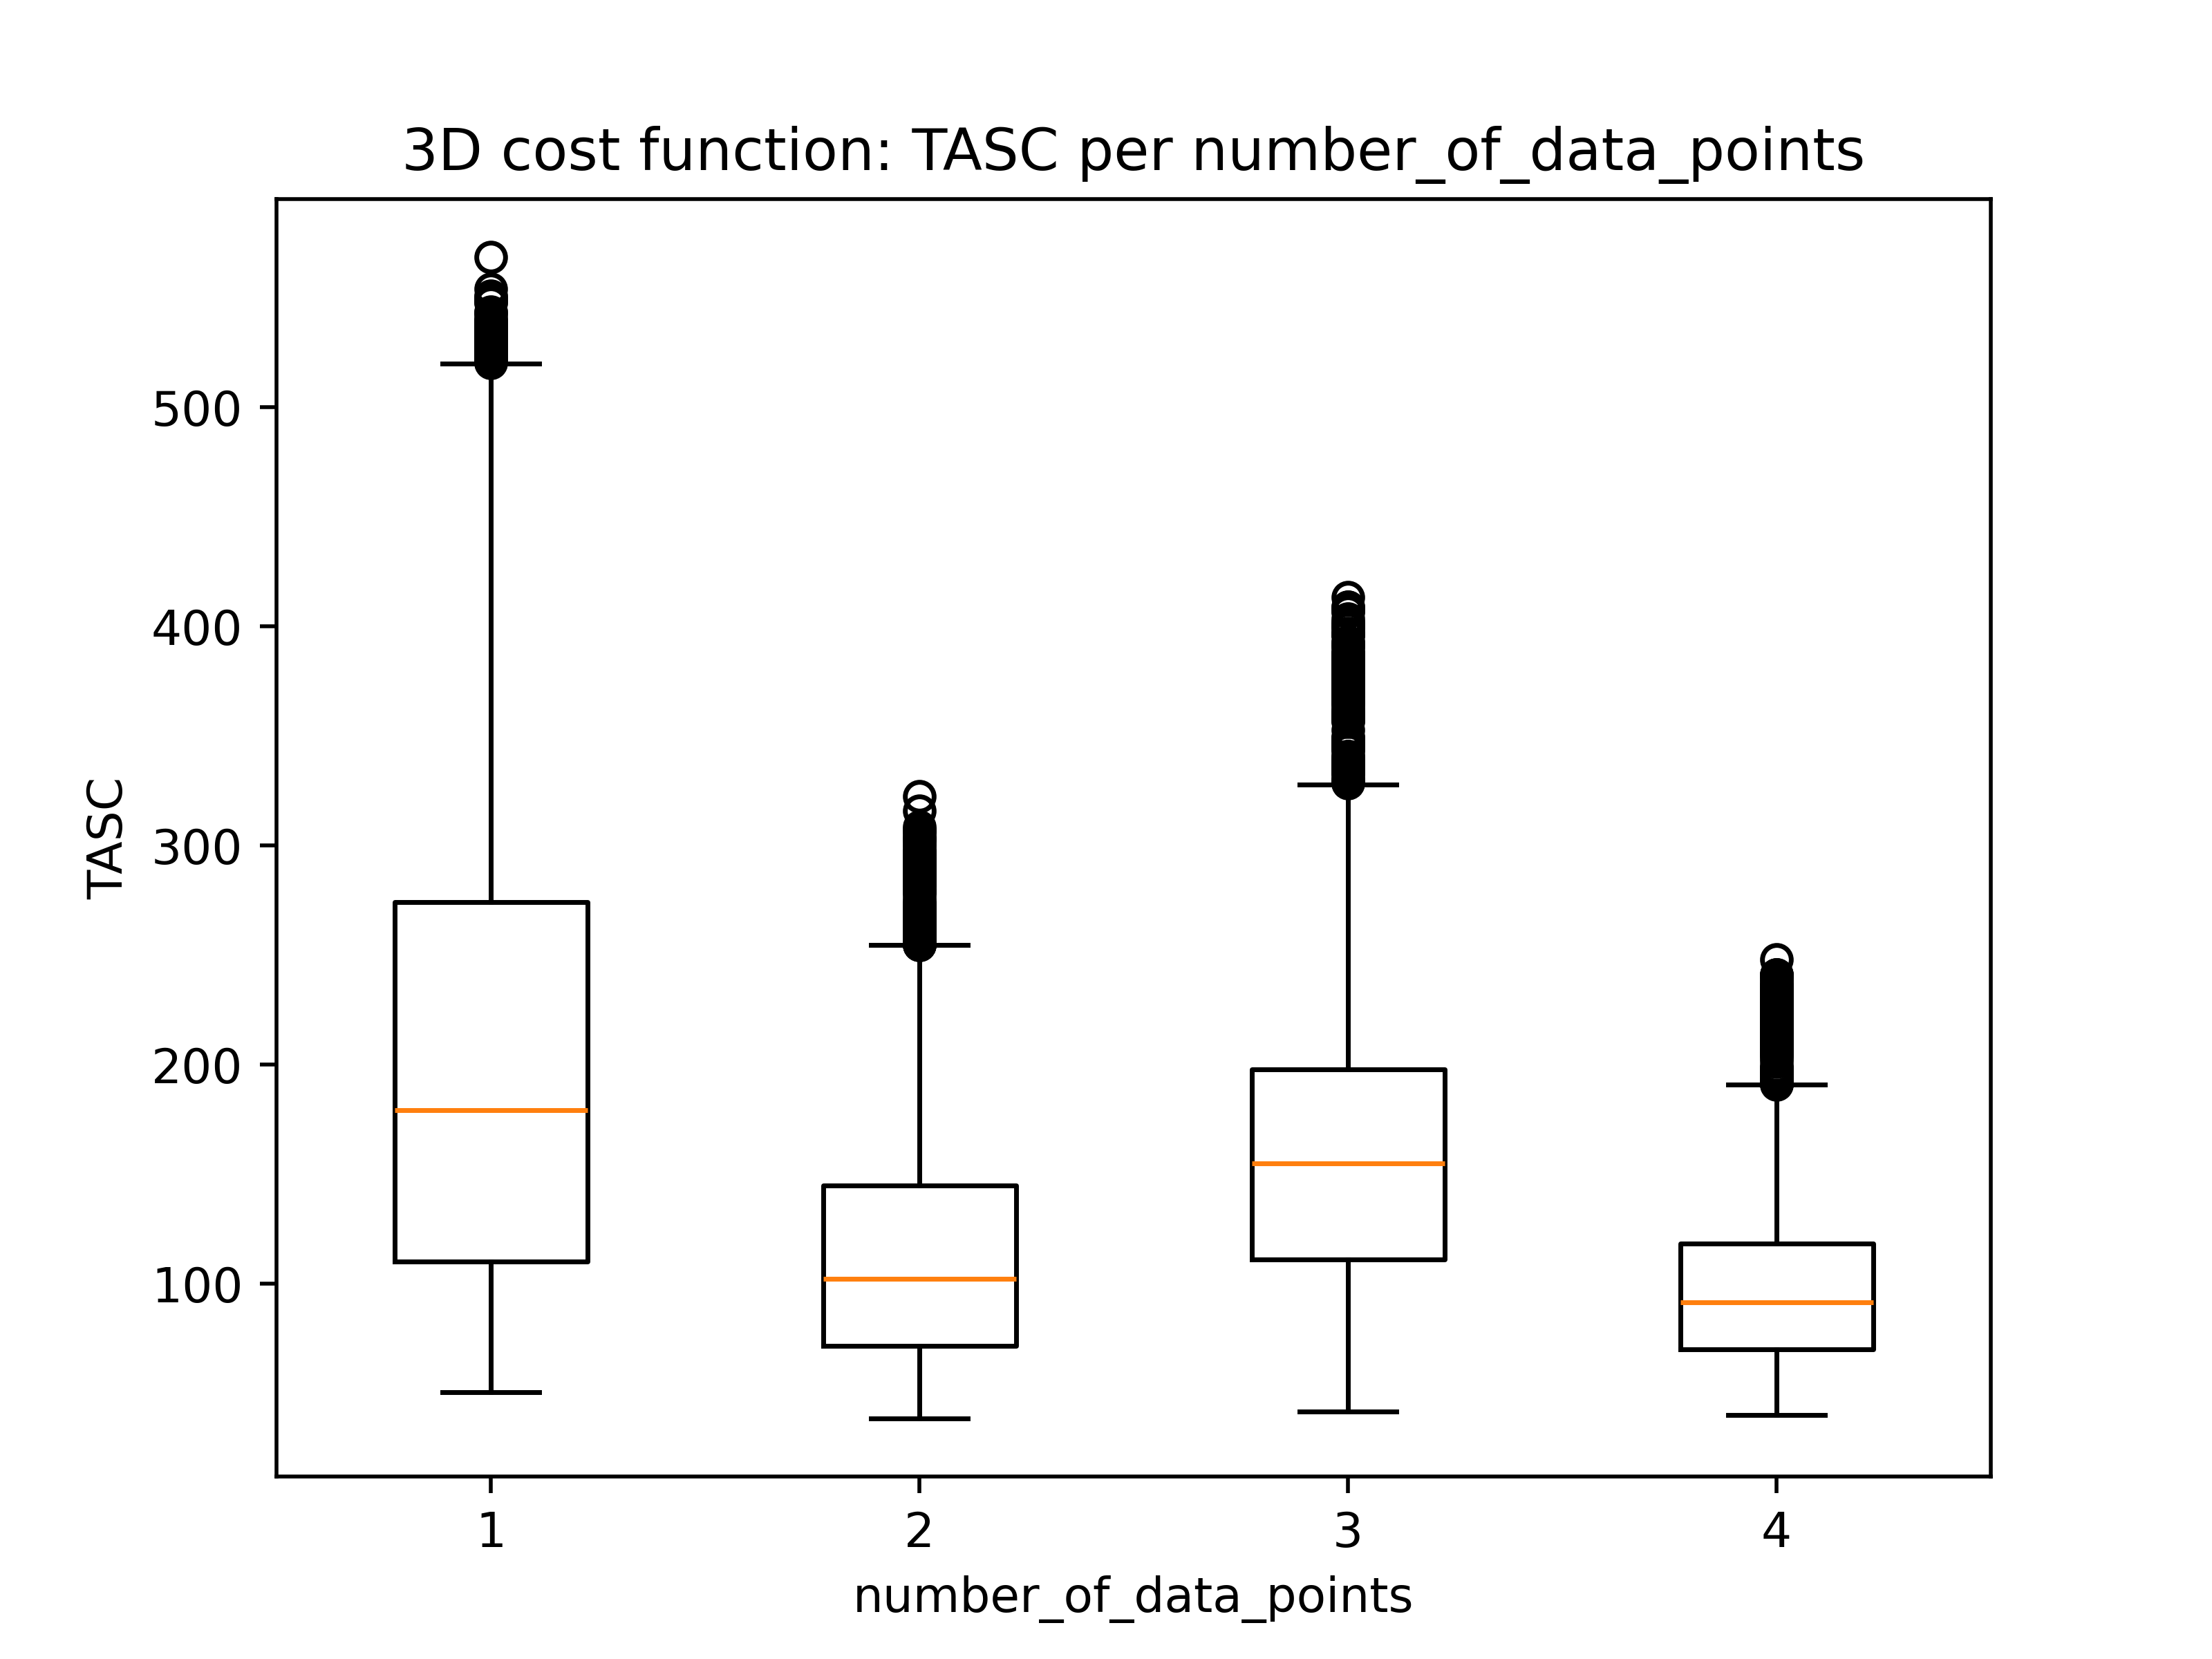 3D cost function: TASC per number_of_data_points
TASC
500
400
300
200
100
1 2 3 4
number_of_data_points